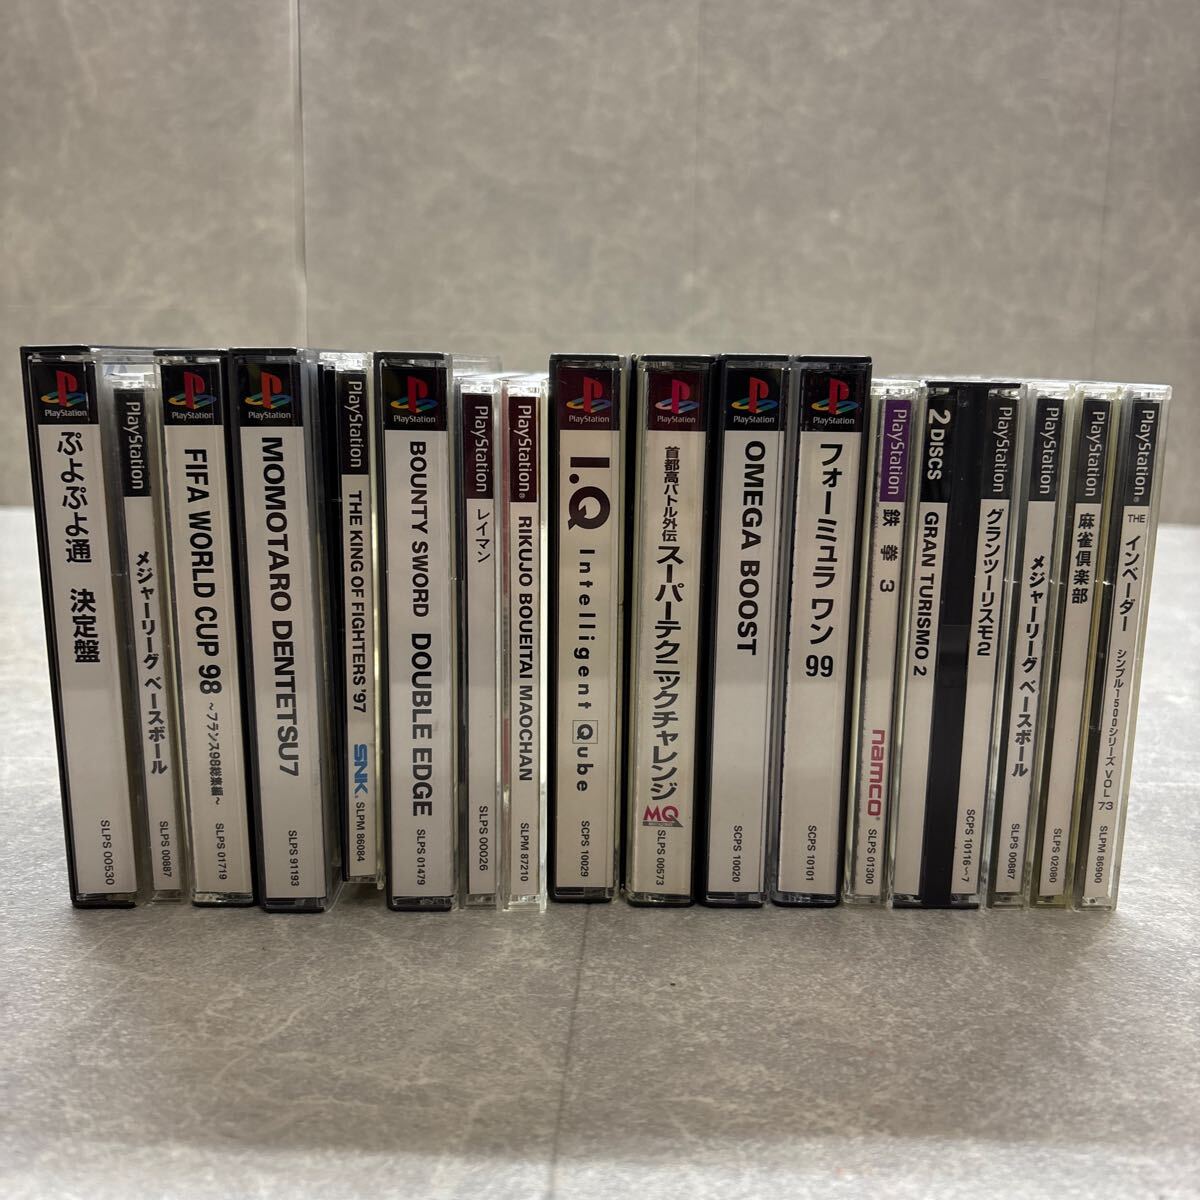 PlayStation
ぷよぷよ通 決定盤
SLPS 00530
PlayStation
メジャーリーグ ベースボール
SLPS 00887
PlayStation
FIFA WORLD CUP 98 ~フランス98総集編~
SLPS 01719
PlayStation
MOMOTARO DENTETSU7
SLPS 91193
PlayStation
THE KING OF FIGHTERS '97
SNK.
SLPM 86084
PlayStation
BOUNTY SWORD DOUBLE EDGE
SLPS 01479
PlayStation
レイマン
SLPS 00026
PlayStation®
RIKUJO BOUEITAI MAOCHAN
SLPM 87210
PlayStation
I.Q Intelligent Qube
SCPS 10029
PlayStation
首都高バトル外伝
スーパーテクニックチャレンジ
MQ
SLPS 00573
PlayStation
OMEGA BOOST
SCPS 10020
PlayStation
フォーミュラ ワン 99
SCPS 10101
PlayStation
鉄拳3
namco®
SLPS 01300
2 DISCS
GRAN TURISMO 2
PlayStation
グランツーリスモ2
SCPS 10116~7
PlayStation
メジャーリーグ ベースボール
SLPS 00887
PlayStation
麻雀倶楽部
SLPS 02080
PlayStation®
THE インベーダー シンプル1500シリーズ VOL. 73
SLPM 86900